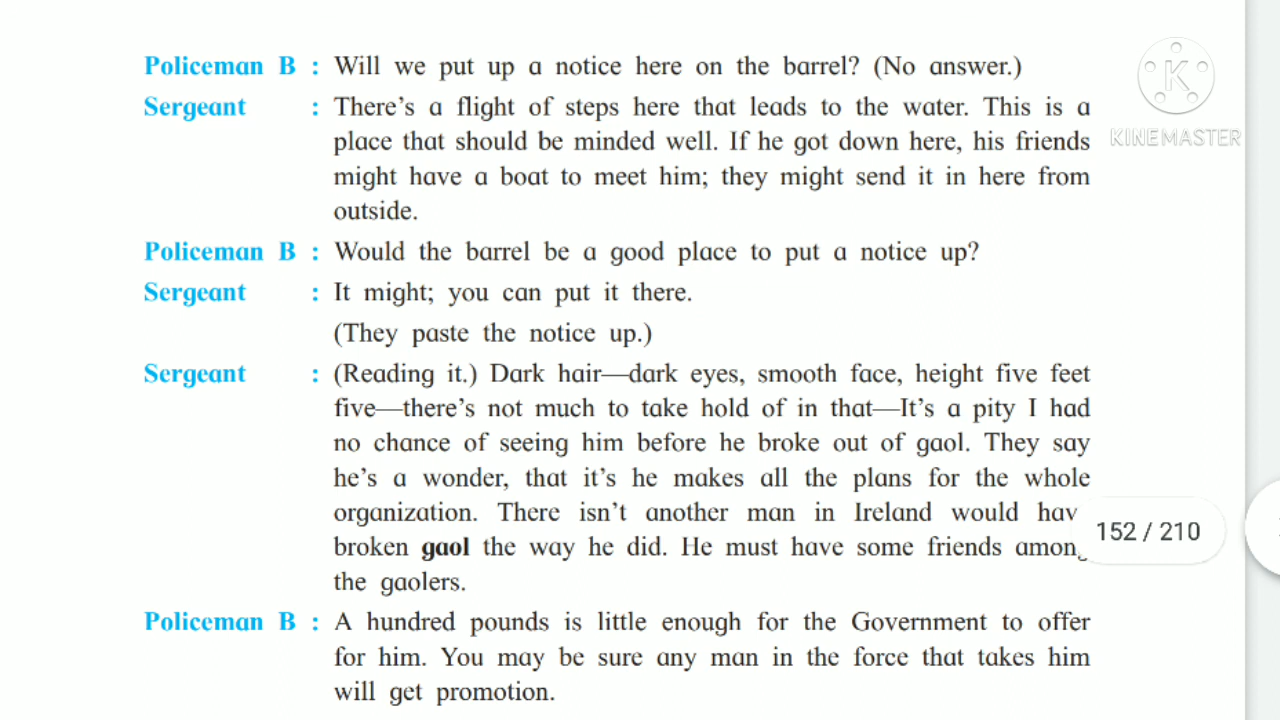 Policeman B : Will we put up a notice here on the barrel? (No answer.)
Sergeant : There's a flight of steps here that leads to the water. This is a
place that should be minded well. If he got down here, his friends
might have a boat to meet him; they might send it in here from
outside.
Policeman B : Would the barrel be a good place to put a notice up?
Sergeant : It might; you can put it there.
(They paste the notice up.)
Sergeant : (Reading it.) Dark hair—dark eyes, smooth face, height five feet
five—there's not much to take hold of in that—It's a pity I had
no chance of seeing him before he broke out of gaol. They say
he's a wonder, that it's he makes all the plans for the whole
organization. There isn't another man in Ireland would hav
broken gaol the way he did. He must have some friends among
the gaolers.
Policeman B : A hundred pounds is little enough for the Government to offer
for him. You may be sure any man in the force that takes him
will get promotion.
K
KINEMASTER
152 / 210